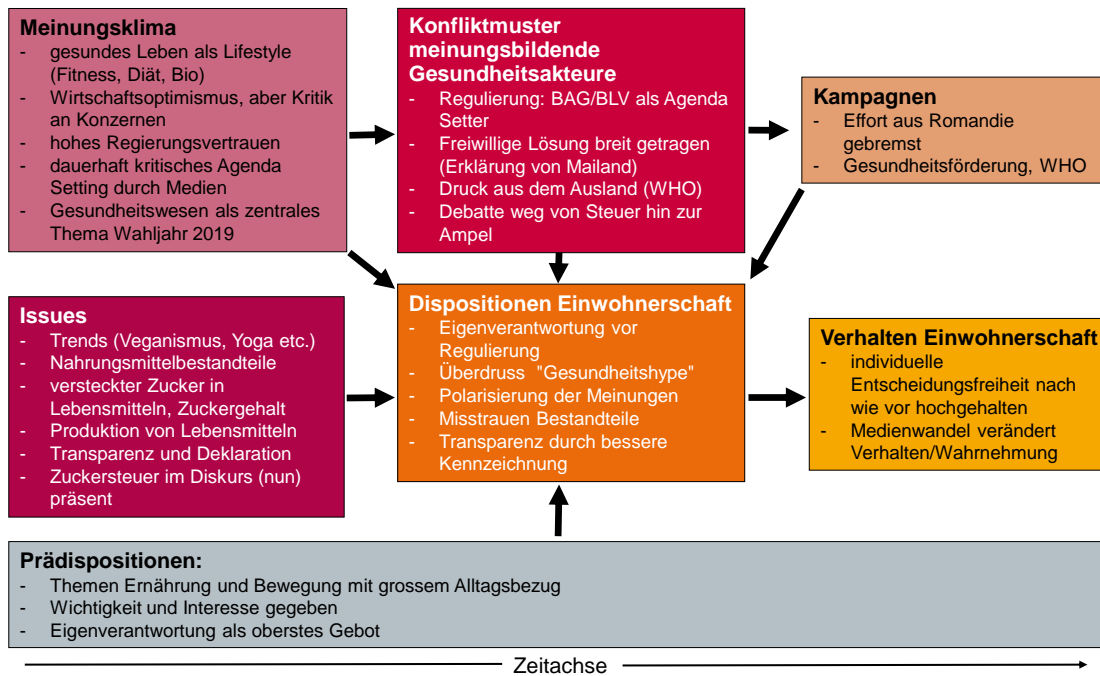 Meinungsklima
- gesundes Leben als Lifestyle
(Fitness, Diät, Bio)
- Wirtschaftsoptimismus, aber Kritik
an Konzernen
- hohes Regierungsvertrauen
- dauerhaft kritisches Agenda
Setting durch Medien
- Gesundheitswesen als zentrales
Thema Wahljahr 2019
Konfliktmuster
meinungsbildende
Gesundheitsakteure
- Regulierung: BAG/BLV als Agenda
Setter
- Freiwillige Lösung breit getragen
(Erklärung von Mailand)
- Druck aus dem Ausland (WHO)
- Debatte weg von Steuer hin zur
Ampel
Kampagnen
- Effort aus Romandie
gebremst
- Gesundheitsförderung, WHO
Issues
- Trends (Veganismus, Yoga etc.)
- Nahrungsmittelbestandteile
- versteckter Zucker in
Lebensmitteln, Zuckergehalt
- Produktion von Lebensmitteln
- Transparenz und Deklaration
- Zuckersteuer im Diskurs (nun)
präsent
Dispositionen Einwohnerschaft
- Eigenverantwortung vor
Regulierung
- Überdruss "Gesundheitshype"
- Polarisierung der Meinungen
- Misstrauen Bestandteile
- Transparenz durch bessere
Kennzeichnung
Verhalten Einwohnerschaft
- individuelle
Entscheidungsfreiheit nach
wie vor hochgehalten
- Medienwandel verändert
Verhalten/Wahrnehmung
Prädispositionen:
- Themen Ernährung und Bewegung mit grossem Alltagsbezug
- Wichtigkeit und Interesse gegeben
- Eigenverantwortung als oberstes Gebot
Zeitachse